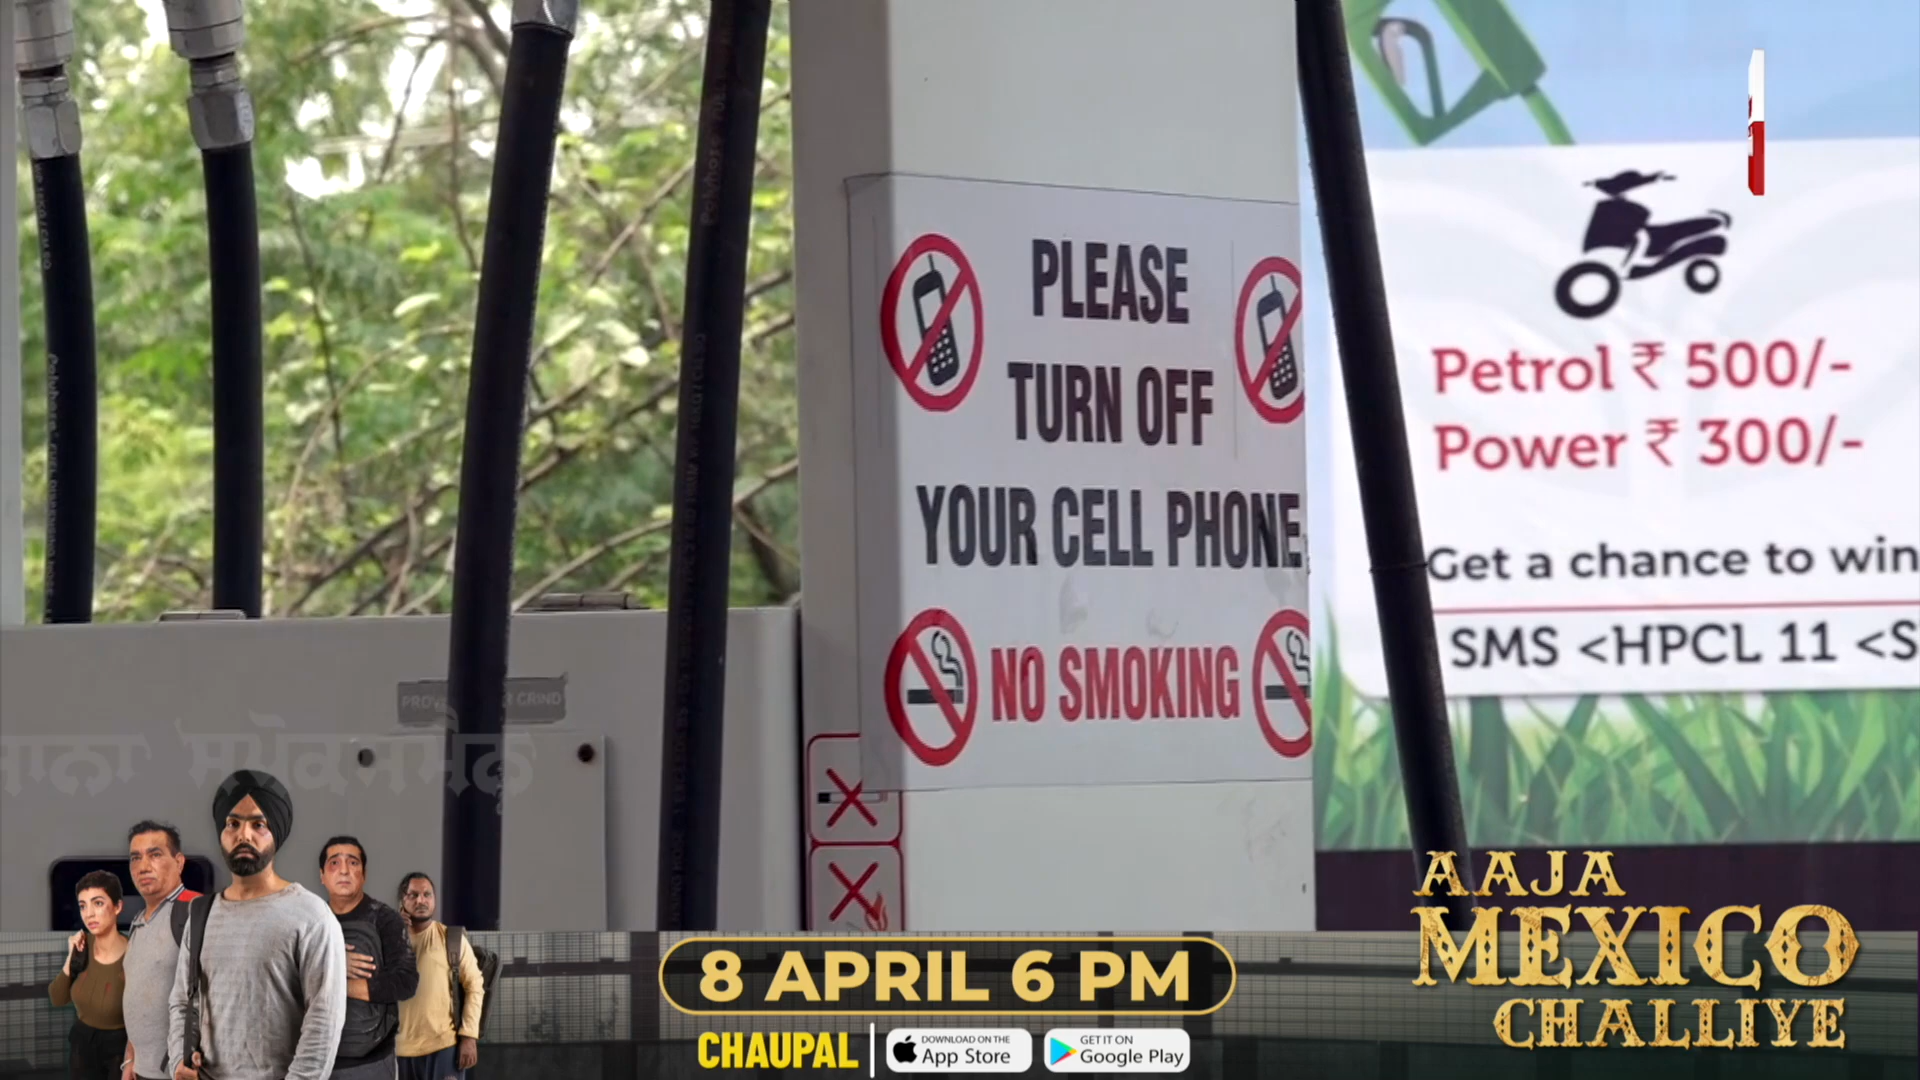 PLEASE
TURN OFF
YOUR CELL PHONE
NO SMOKING
Petrol ₹ 500/-
Power ₹ 300/-
Get a chance to win
SMS <HPCL 11 <S
AAJA
MEXICO
CHALLIYE
8 APRIL 6 PM
CHAUPAL
DOWNLOAD ON THE
App Store
GET IT ON
Google Play